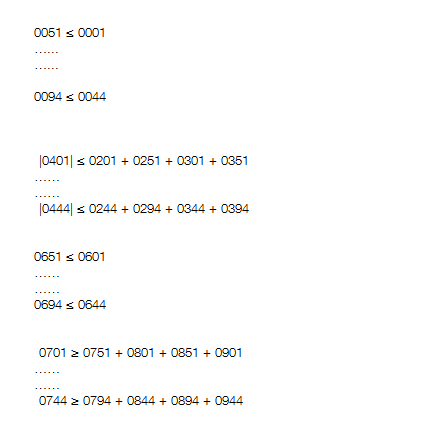 0051 ≤ 0001
......
......
0094 ≤ 0044
|0401| ≤ 0201 + 0251 + 0301 + 0351
......
......
|0444| ≤ 0244 + 0294 + 0344 + 0394
0651 ≤ 0601
......
......
0694 ≤ 0644
0701 ≥ 0751 + 0801 + 0851 + 0901
......
......
0744 ≥ 0794 + 0844 + 0894 + 0944